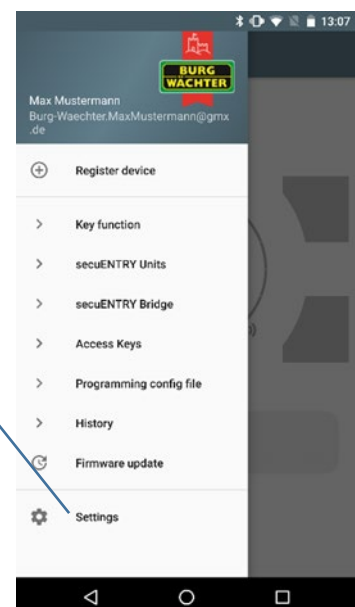 13:07
BURG
WÄCHTER
Max Mustermann
Burg-Waechter.MaxMustermann@gmx
.de
Register device
Key function
secuENTRY Units
secuENTRY Bridge
Access Keys
Programming config file
History
Firmware update
Settings